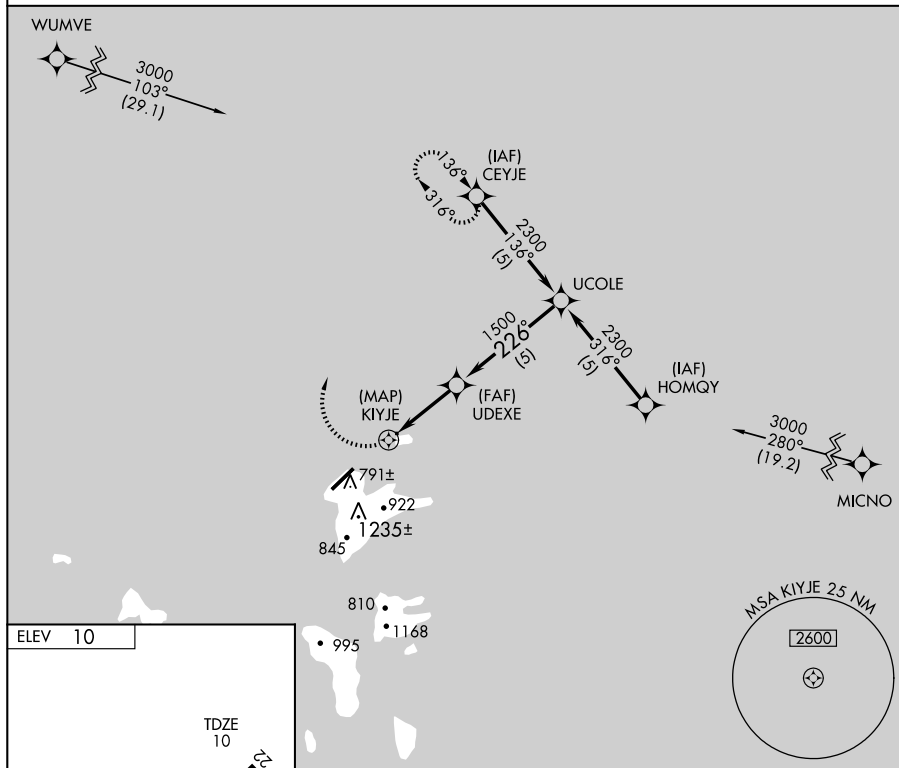 WUMVE
3000
103°
(29.1)
(IAF)
CEYJE
136°
316°
2300
136°
(5)
UCOLE
1500
226°
(5)
2300
316°
(5)
(IAF)
HOMQY
(MAP)
KIYJE
(FAF)
UDEXE
3000
280°
(19.2)
MICNO
791±
922
1235±
845
810
1168
995
MSA KIYJE 25 NM
2600
ELEV 10
TDZE
10
22